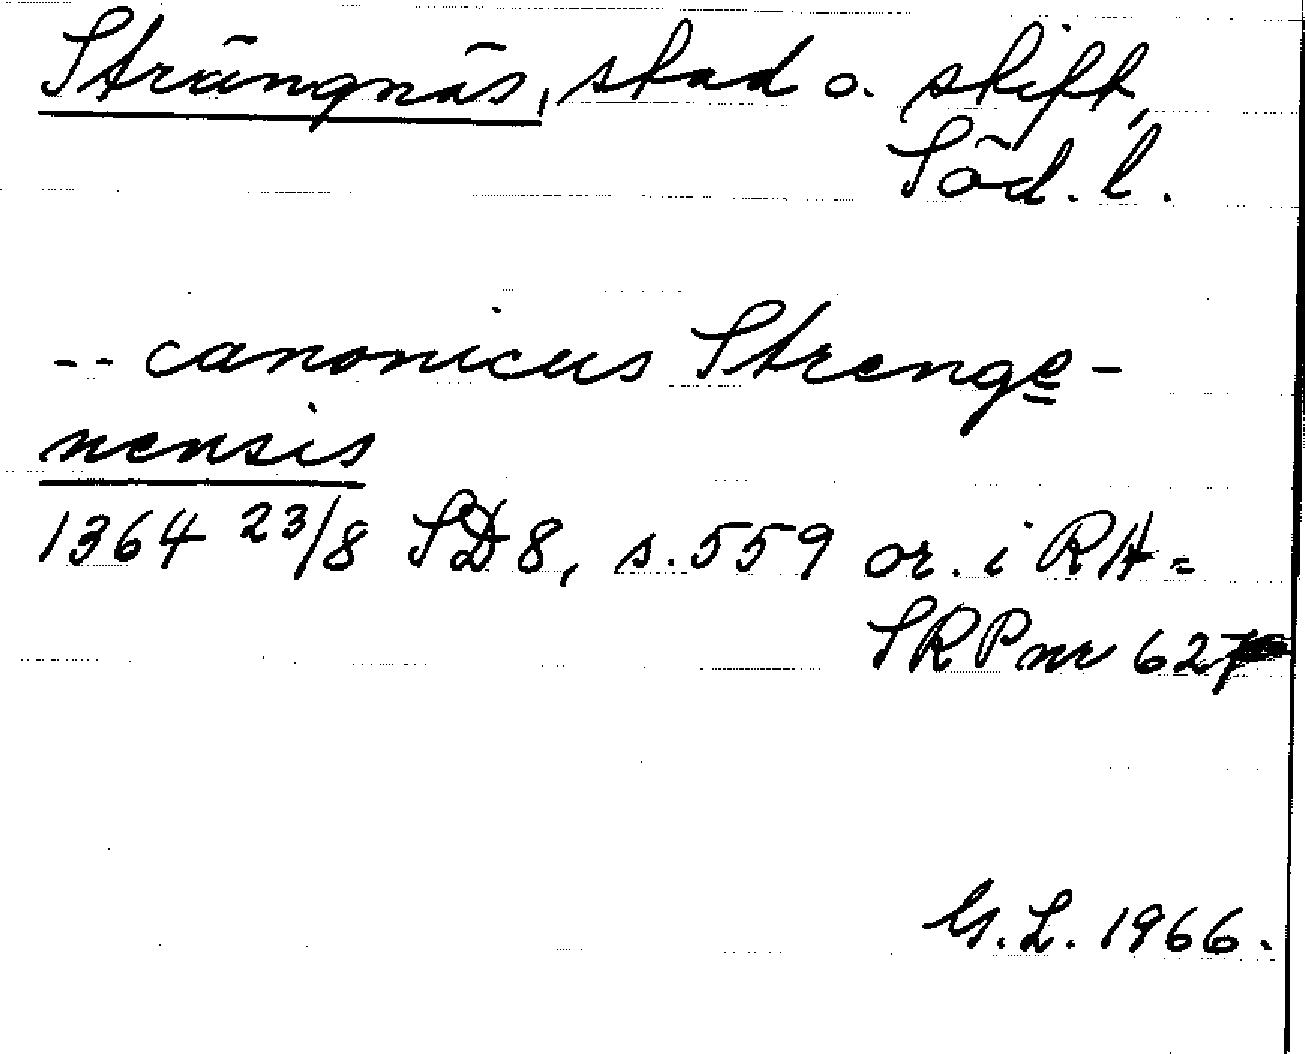 Strängnäs, stad o. stift,
Söd. l.
-- canonicus Strenge-
nensis
1364 23/8 SD 8, s. 559 or. i RA =
SRP nr 627
G. L. 1966.